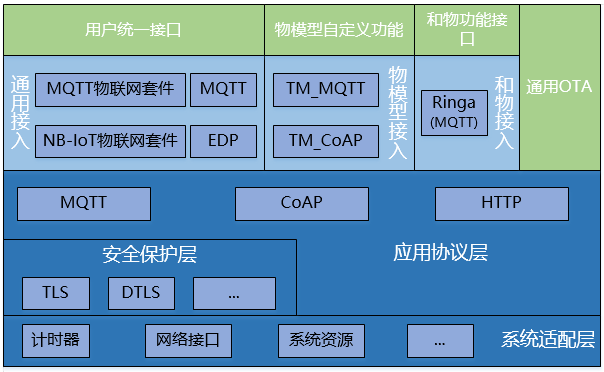 用户统一接口
物模型自定义功能
和物功能接
口
通用OTA
通用接入
MQTT物联网套件
MQTT
NB-IoT物联网套件
EDP
TM_MQTT
TM_CoAP
物模型接入
Ringa
(MQTT)
和物接入
MQTT
CoAP
HTTP
应用协议层
安全保护层
TLS
DTLS
...
计时器
网络接口
系统资源
...
系统适配层